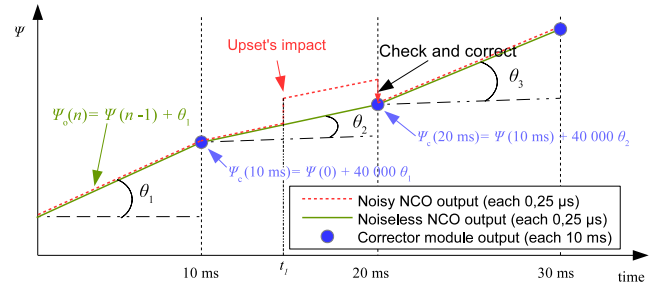 Ψ
Upset's impact
Check and correct
θ3
Ψo(n)= Ψ(n -1) + θ1
θ2
Ψc(20 ms)= Ψ(10 ms) + 40 000 θ2
Ψc(10 ms)= Ψ(0) + 40 000 θ1
θ1
Noisy NCO output (each 0,25 µs)
Noiseless NCO output (each 0,25 µs)
Corrector module output (each 10 ms)
10 ms
tI
20 ms
30 ms
time